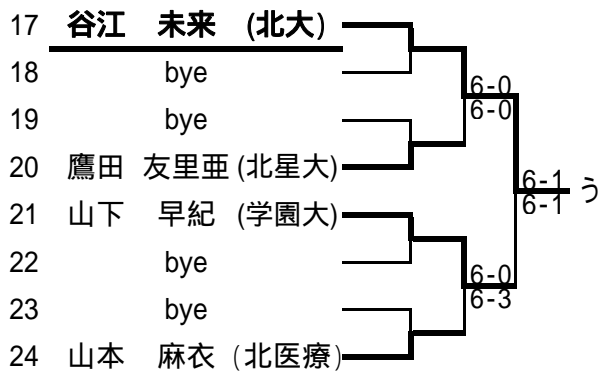 17 谷江 未来 (北大)
18 bye
19 bye
20 鷹田 友里亜 (北星大)
21 山下 早紀 (学園大)
22 bye
23 bye
24 山本 麻衣 (北医療)
6-0
6-0
6-1
6-1
う
6-0
6-3